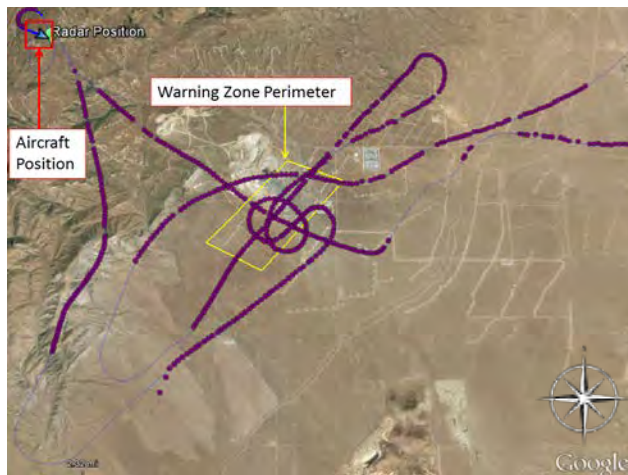 Radar Position
Warning Zone Perimeter
Aircraft
Position
N
Google